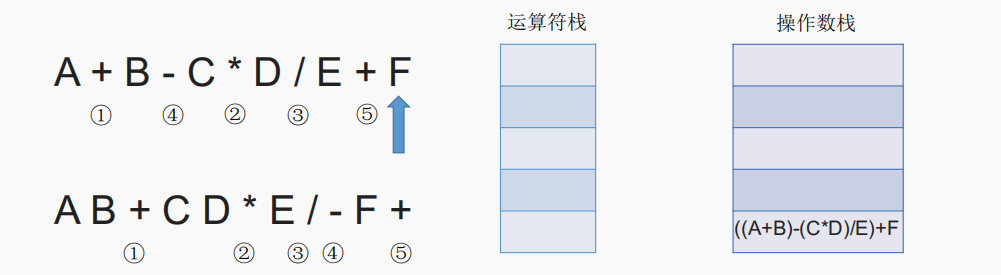 运算符栈
操作数栈
A + B - C * D / E + F
① ④ ② ③ ⑤
A B + C D * E / - F +
① ② ③ ④ ⑤
((A+B)-(C*D)/E)+F